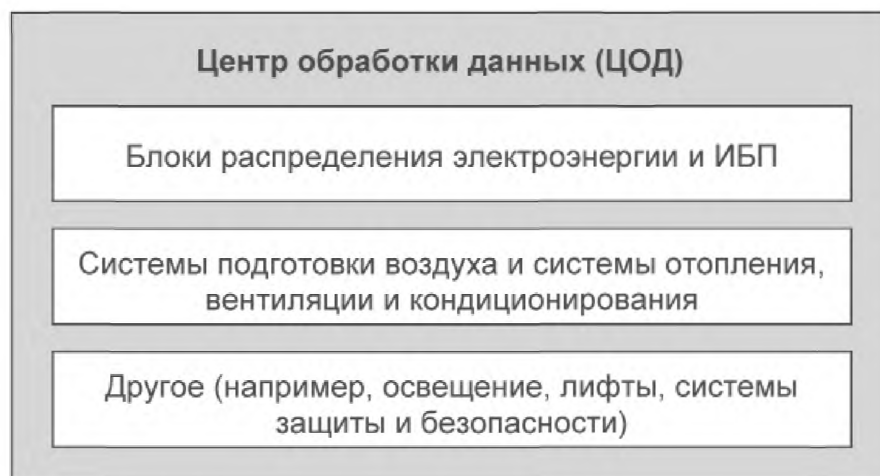 Центр обработки данных (ЦОД)
Блоки распределения электроэнергии и ИБП
Системы подготовки воздуха и системы отопления,
вентиляции и кондиционирования
Другое (например, освещение, лифты, системы
защиты и безопасности)